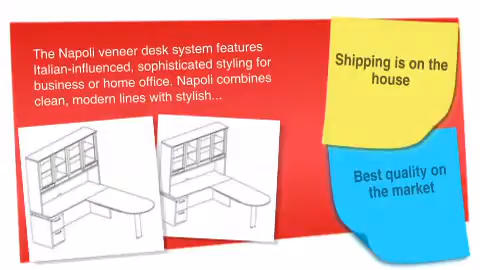 The Napoli veneer desk system features
Italian-influenced, sophisticated styling for
business or home office. Napoli combines
clean, modern lines with stylish...
Shipping is on the
house
Best quality on
the market